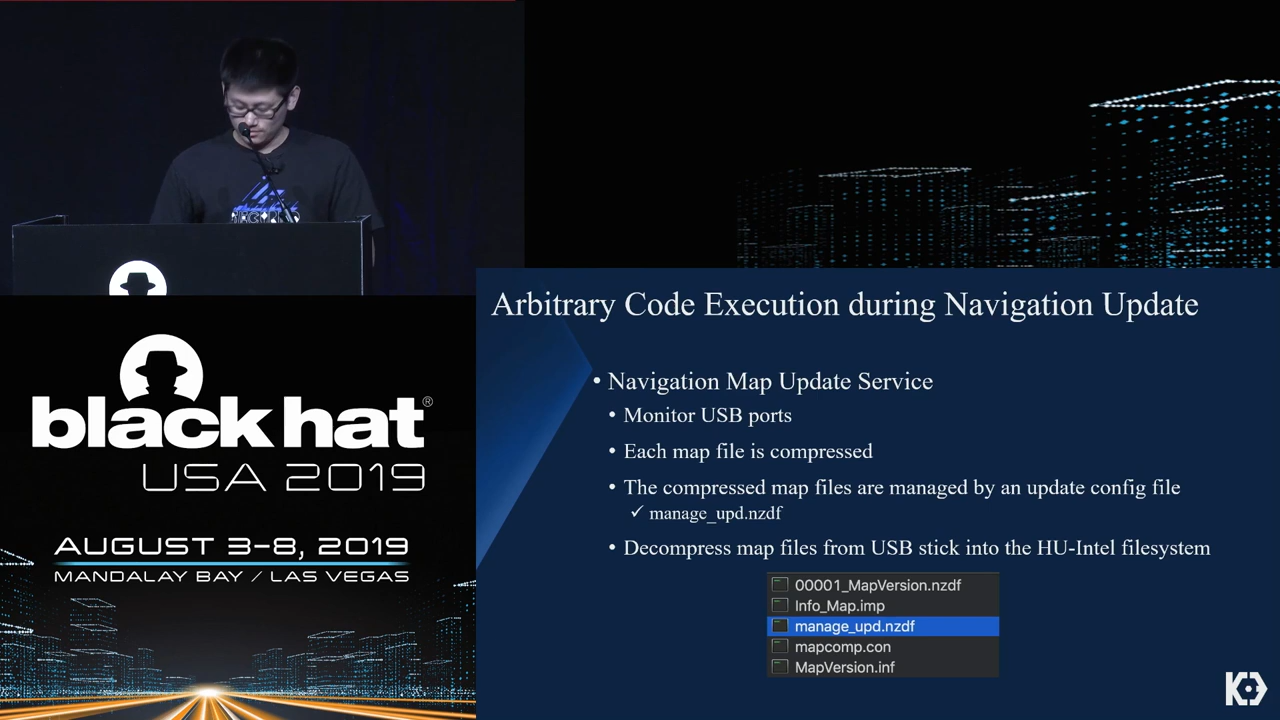 Arbitrary Code Execution during Navigation Update
• Navigation Map Update Service
• Monitor USB ports
• Each map file is compressed
• The compressed map files are managed by an update config file
✓ manage_upd.nzdf
• Decompress map files from USB stick into the HU-Intel filesystem
00001_MapVersion.nzdf
Info_Map.imp
manage_upd.nzdf
mapcomp.con
MapVersion.inf
black hat®
USA 2019
AUGUST 3-8, 2019
MANDALAY BAY / LAS VEGAS